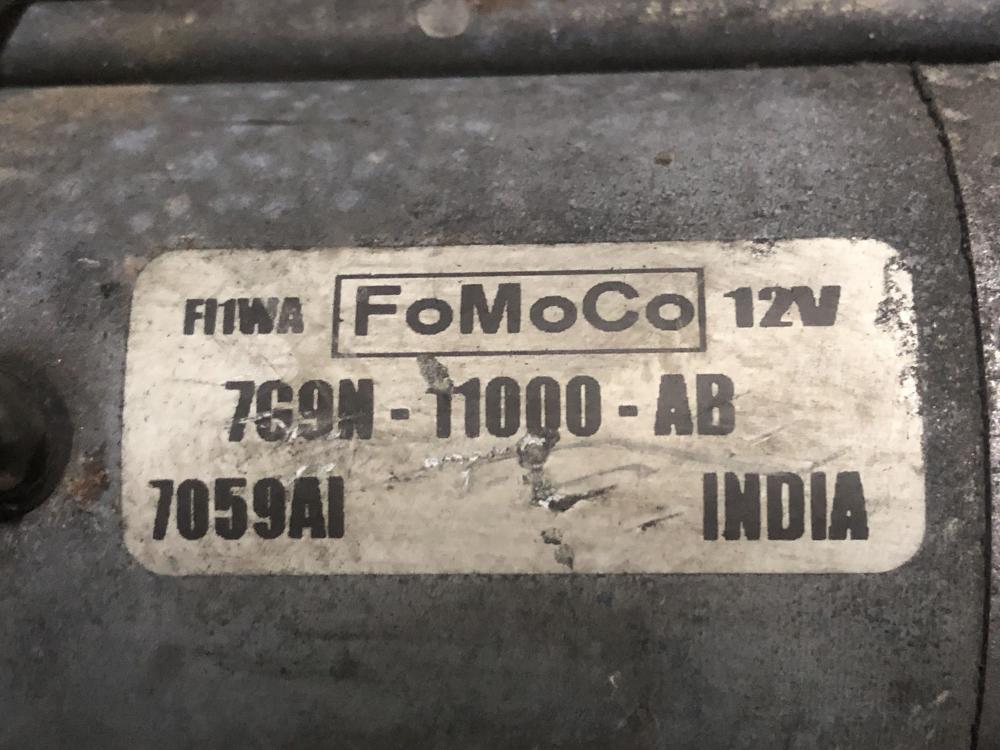 FI1WA FoMoCo 12V
7G9N - 11000 - AB
7059AI INDIA